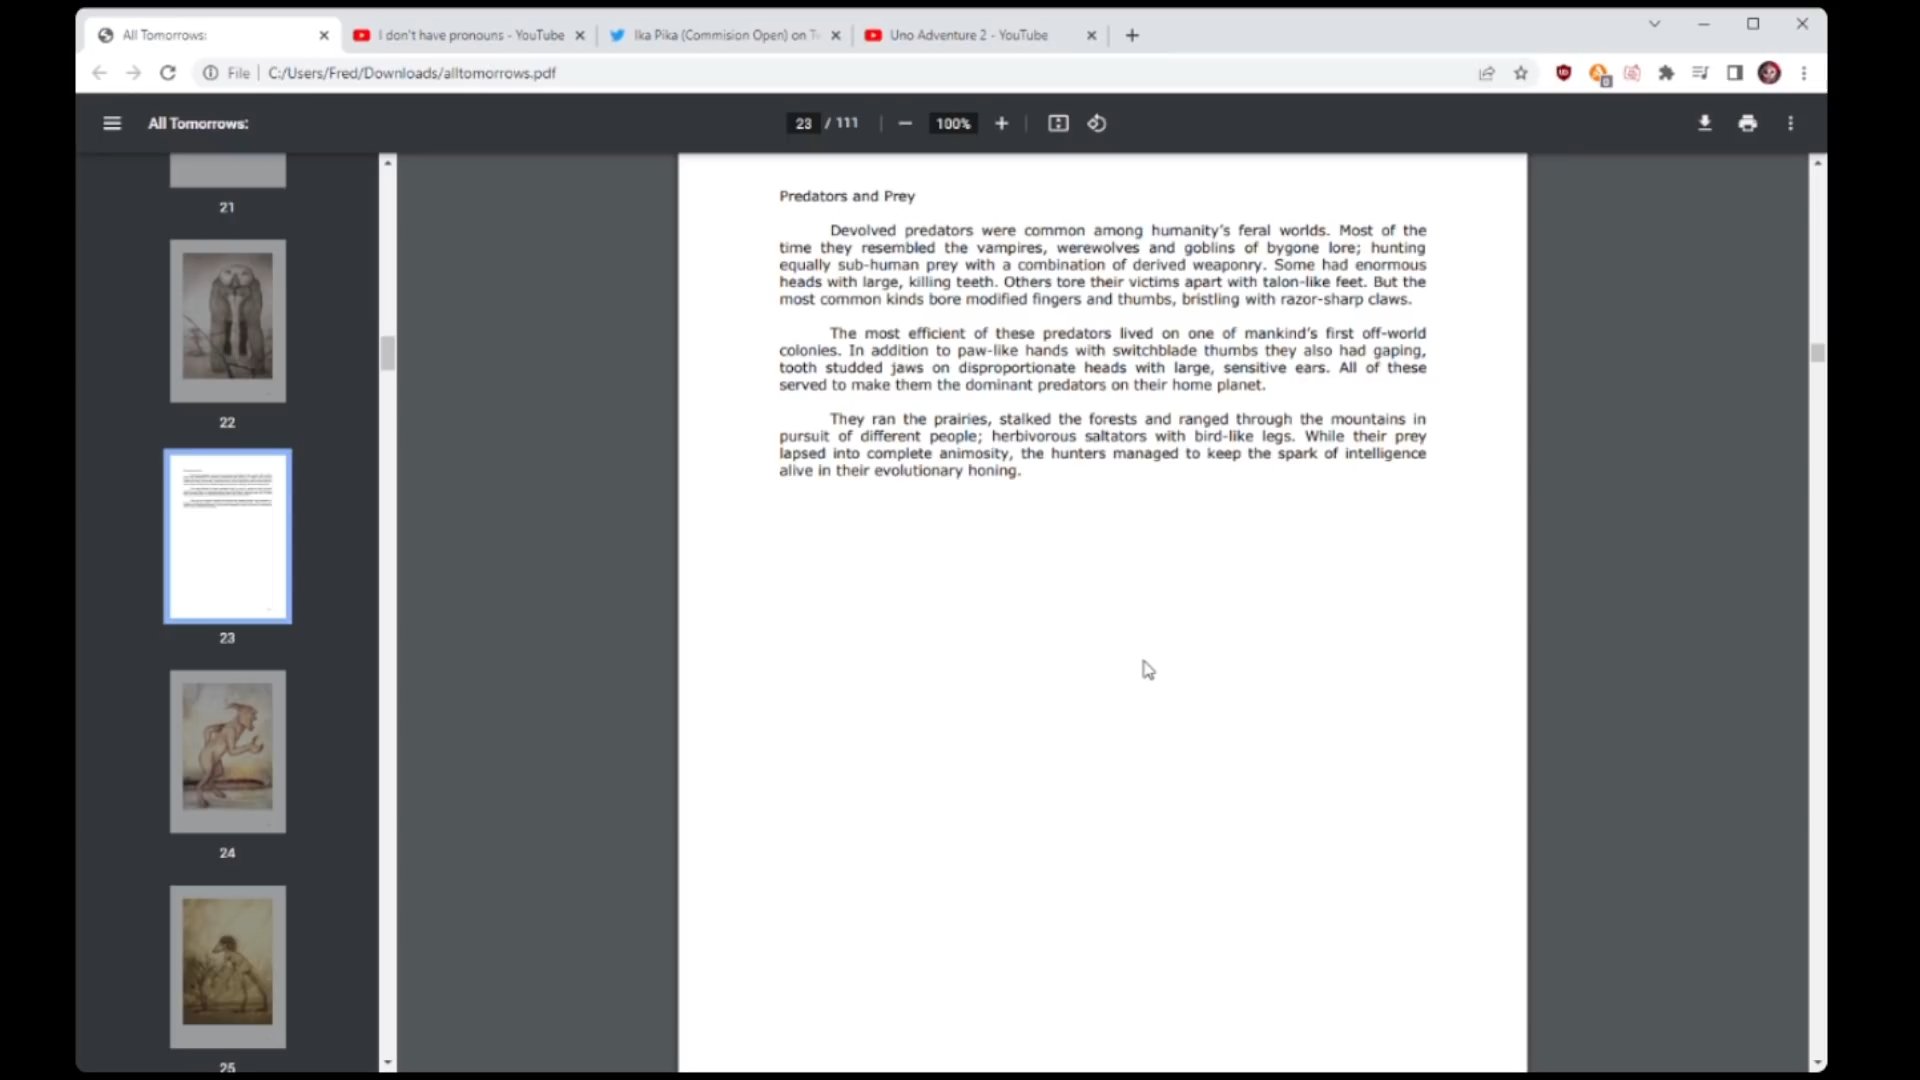 All Tomorrows:
I don't have pronouns - YouTube
Ika Pika (Commision Open) on Tw
Uno Adventure 2 - YouTube
File
C:/Users/Fred/Downloads/alltomorrows.pdf
All Tomorrows:
23 / 111
100%
21
22
23
24
25
Predators and Prey
Devolved predators were common among humanity's feral worlds. Most of the
time they resembled the vampires, werewolves and goblins of bygone lore; hunting
equally sub-human prey with a combination of derived weaponry. Some had enormous
heads with large, killing teeth. Others tore their victims apart with talon-like feet. But the
most common kinds bore modified fingers and thumbs, bristling with razor-sharp claws.
The most efficient of these predators lived on one of mankind's first off-world
colonies. In addition to paw-like hands with switchblade thumbs they also had gaping,
tooth studded jaws on disproportionate heads with large, sensitive ears. All of these
served to make them the dominant predators on their home planet.
They ran the prairies, stalked the forests and ranged through the mountains in
pursuit of different people; herbivorous saltators with bird-like legs. While their prey
lapsed into complete animosity, the hunters managed to keep the spark of intelligence
alive in their evolutionary honing.